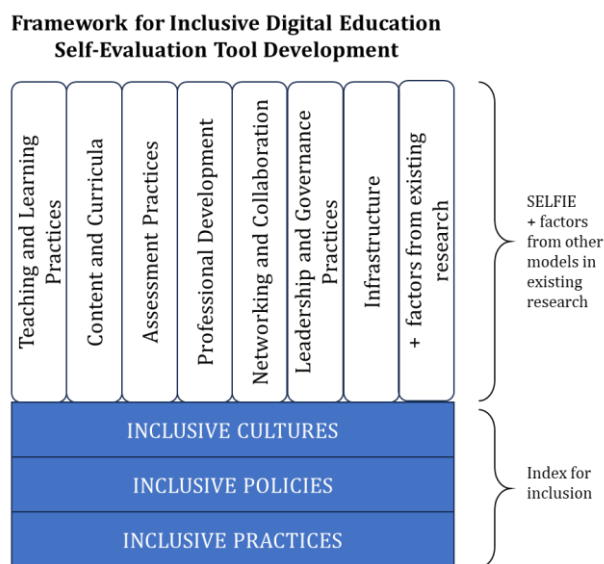 Framework for Inclusive Digital Education
Self-Evaluation Tool Development
Teaching and Learning
Practices
Content and Curricula
Assessment Practices
Professional Development
Networking and Collaboration
Leadership and Governance
Practices
Infrastructure
+ factors from existing
research
SELFIE
+ factors
from other
models in
existing
research
INCLUSIVE CULTURES
INCLUSIVE POLICIES
INCLUSIVE PRACTICES
Index for
inclusion